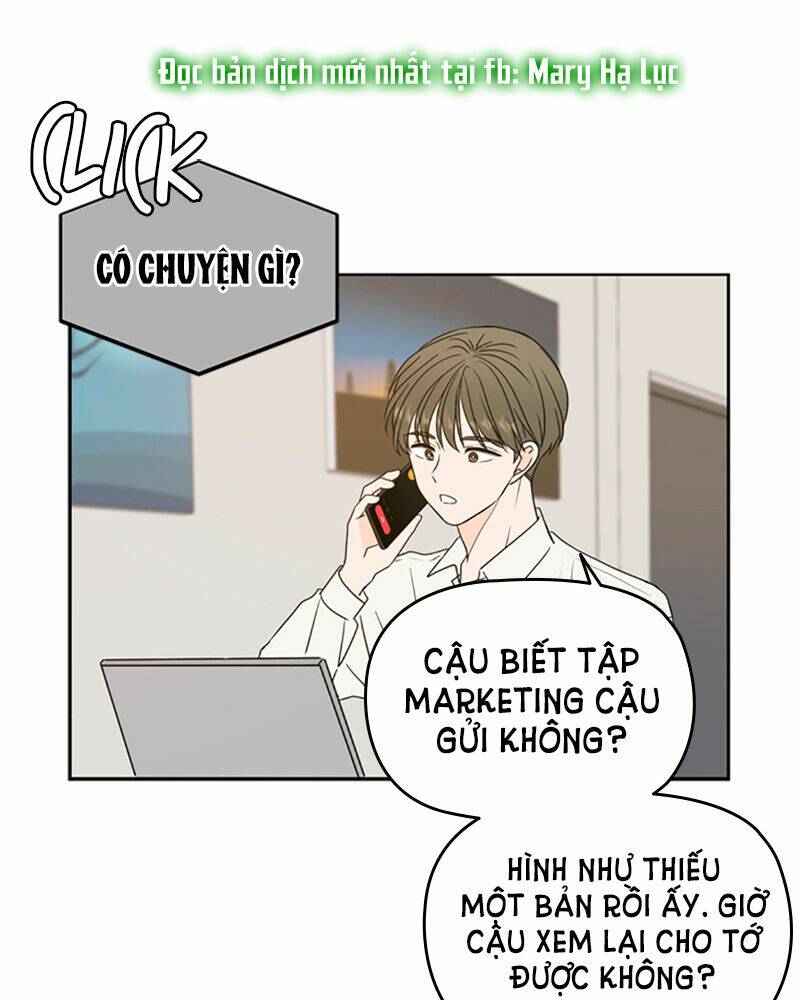 Đọc bản dịch mới nhất tại fb: Mary Hạ Lục
CLICK
CÓ CHUYỆN GÌ?
CẬU BIẾT TẬP
MARKETING CẬU
GỬI KHÔNG?
HÌNH NHƯ THIẾU
MỘT BẢN RỒI ẤY. GIỜ
CẬU XEM LẠI CHO TỚ
ĐƯỢC KHÔNG?